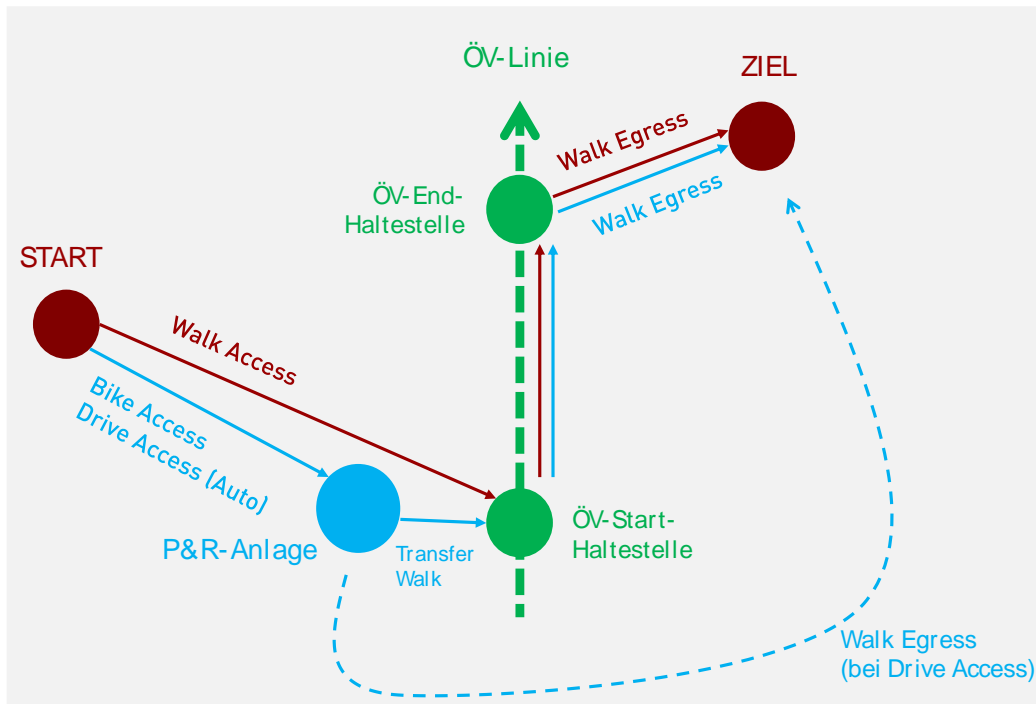 ÖV-Linie
ZIEL
Walk Egress
Walk Egress
ÖV-End-
Haltestelle
START
Walk Access
Bike Access
Drive Access (Auto)
ÖV-Start-
Haltestelle
P&R-Anlage
Transfer
Walk
Walk Egress
(bei Drive Access)